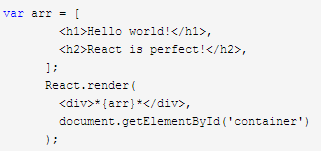 var arr = [
<h1>Hello world!</h1>,
<h2>React is perfect!</h2>,
];
React.render(
<div>*{arr}*</div>,
document.getElementById('container')
);